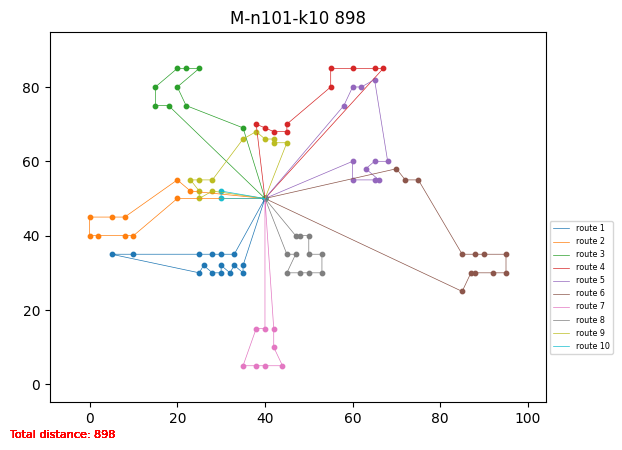 M-n101-k10 898
80
60
40
20
0
0 20 40 60 80 100
route 1
route 2
route 3
route 4
route 5
route 6
route 7
route 8
route 9
route 10
Total distance: